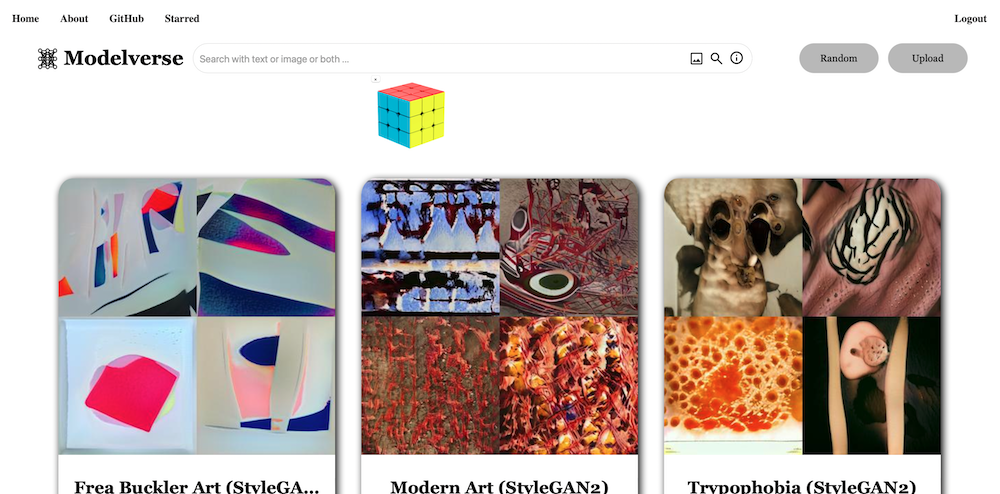 Home About GitHub Starred Logout
Modelverse
Search with text or image or both ...
Random Upload
Frea Buckler Art (StyleGA...
Modern Art (StyleGAN2)
Trypophobia (StyleGAN2)